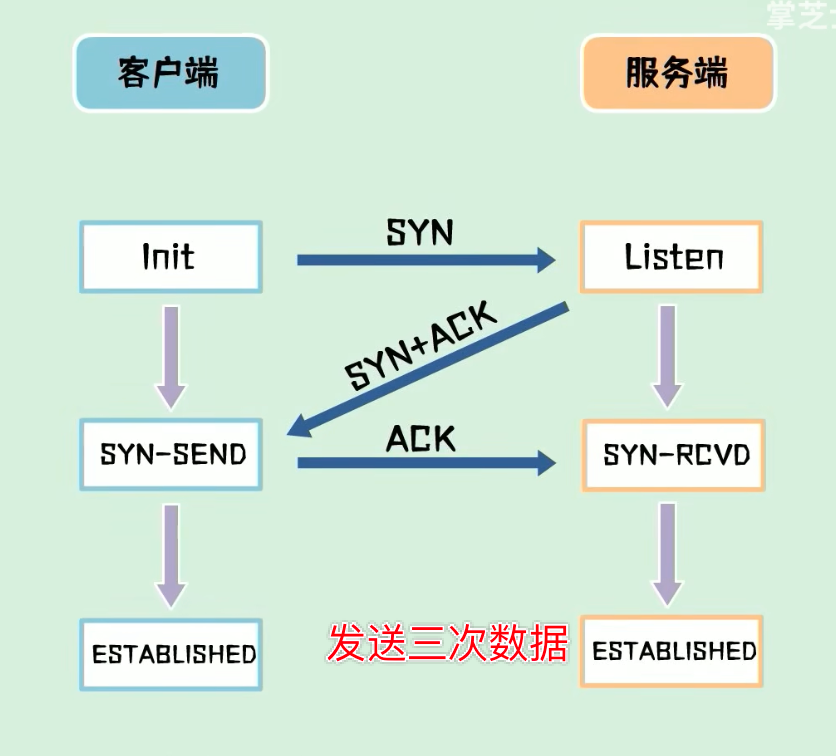 掌芝
客户端
服务端
Init
SYN
Listen
SYN+ACK
SYN-SEND
ACK
SYN-RCVD
ESTABLISHED
发送三次数据
ESTABLISHED